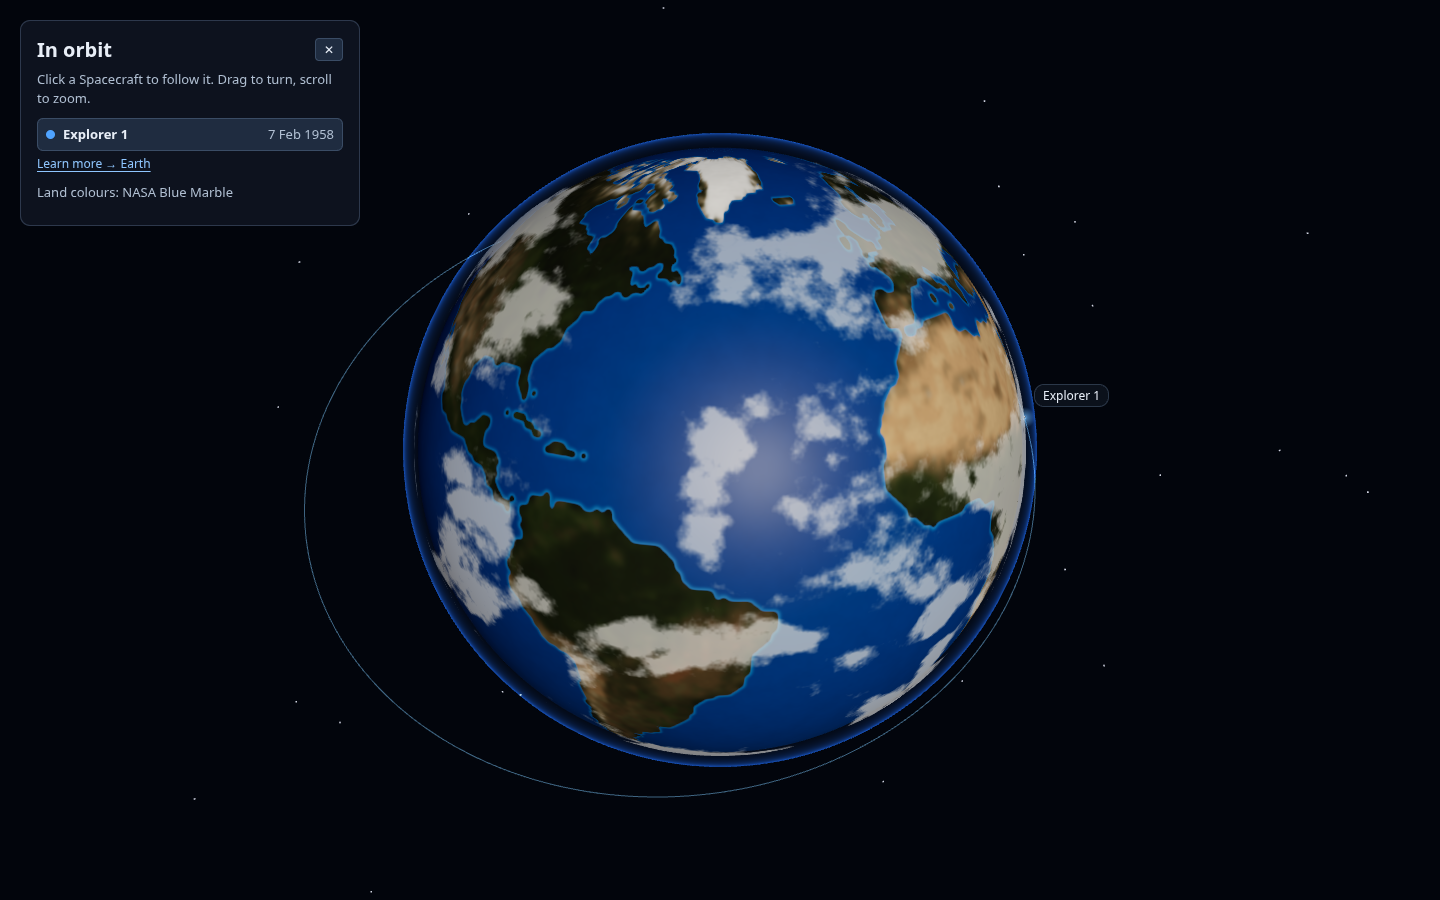 In orbit
✕
Click a Spacecraft to follow it. Drag to turn, scroll
to zoom.
Explorer 1 7 Feb 1958
Learn more → Earth
Land colours: NASA Blue Marble
Explorer 1